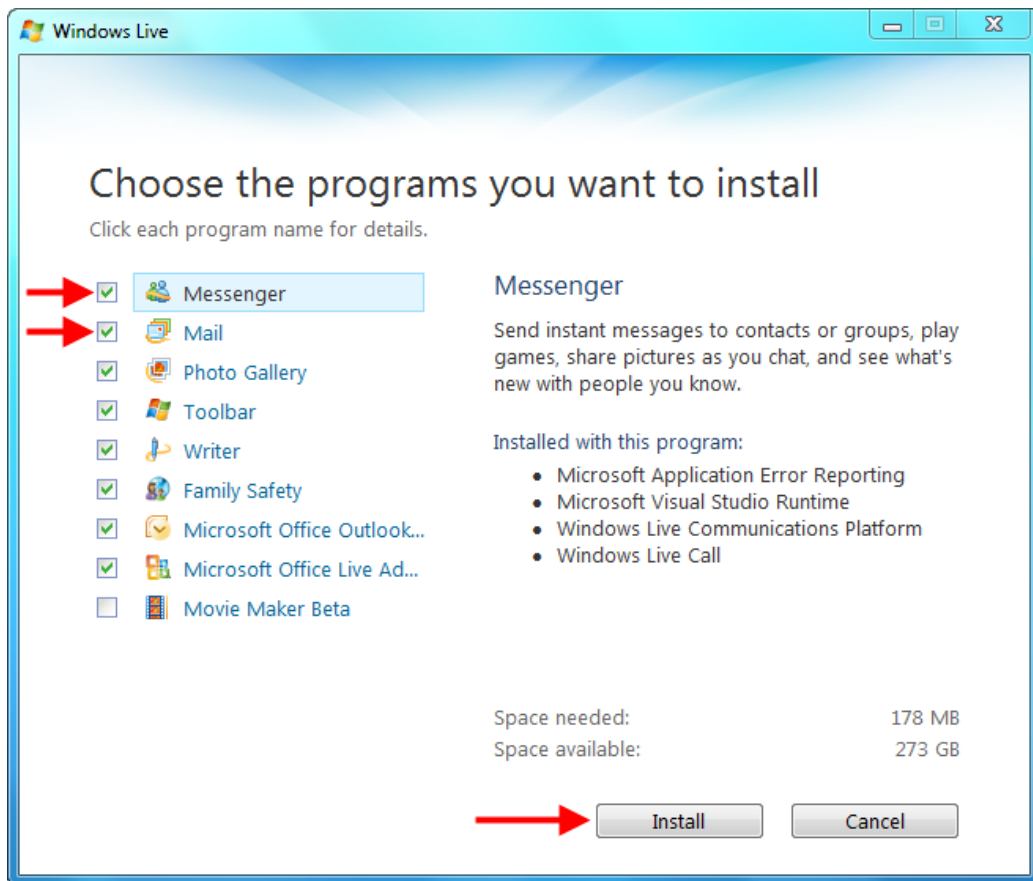 Windows Live
Choose the programs you want to install
Click each program name for details.
Messenger
Mail
Photo Gallery
Toolbar
Writer
Family Safety
Microsoft Office Outlook...
Microsoft Office Live Ad...
Movie Maker Beta
Messenger
Send instant messages to contacts or groups, play
games, share pictures as you chat, and see what's
new with people you know.
Installed with this program:
• Microsoft Application Error Reporting
• Microsoft Visual Studio Runtime
• Windows Live Communications Platform
• Windows Live Call
Space needed: 178 MB
Space available: 273 GB
Install Cancel